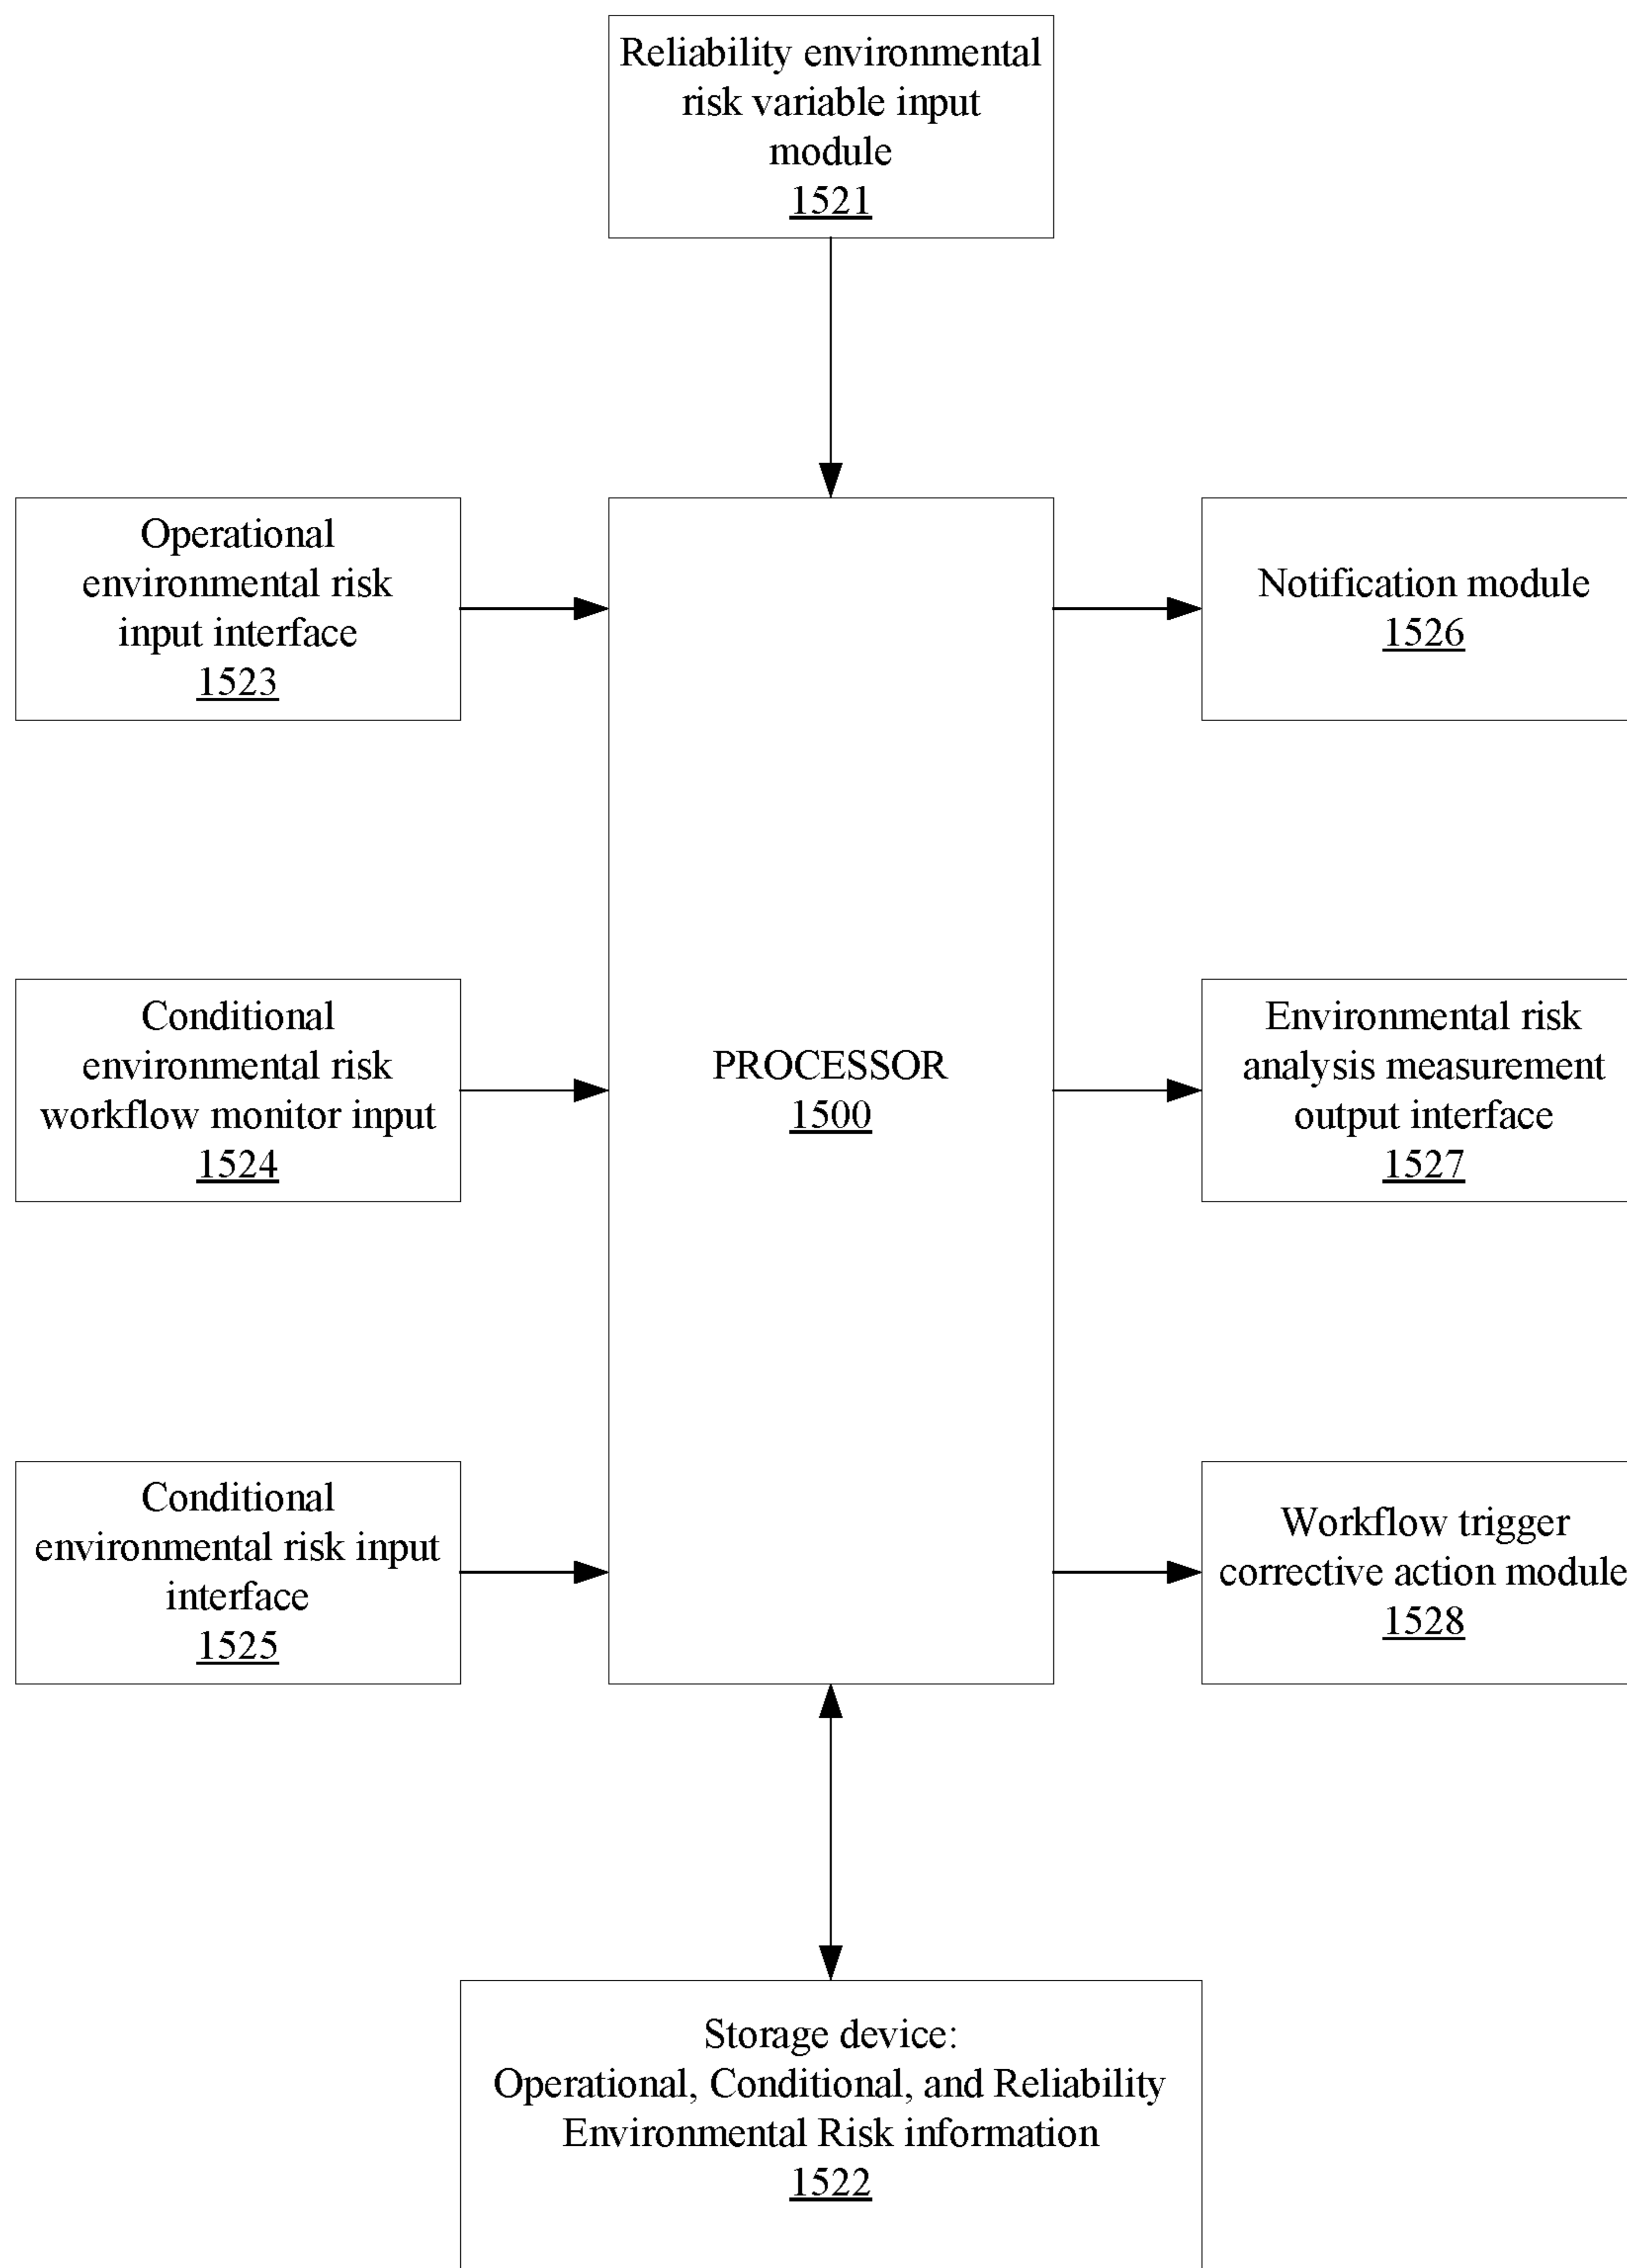 Reliability environmental
risk variable input
module
1521
Operational
environmental risk
input interface
1523
Conditional
environmental risk
workflow monitor input
1524
Conditional
environmental risk input
interface
1525
PROCESSOR
1500
Notification module
1526
Environmental risk
analysis measurement
output interface
1527
Workflow trigger
corrective action module
1528
Storage device:
Operational, Conditional, and Reliability
Environmental Risk information
1522